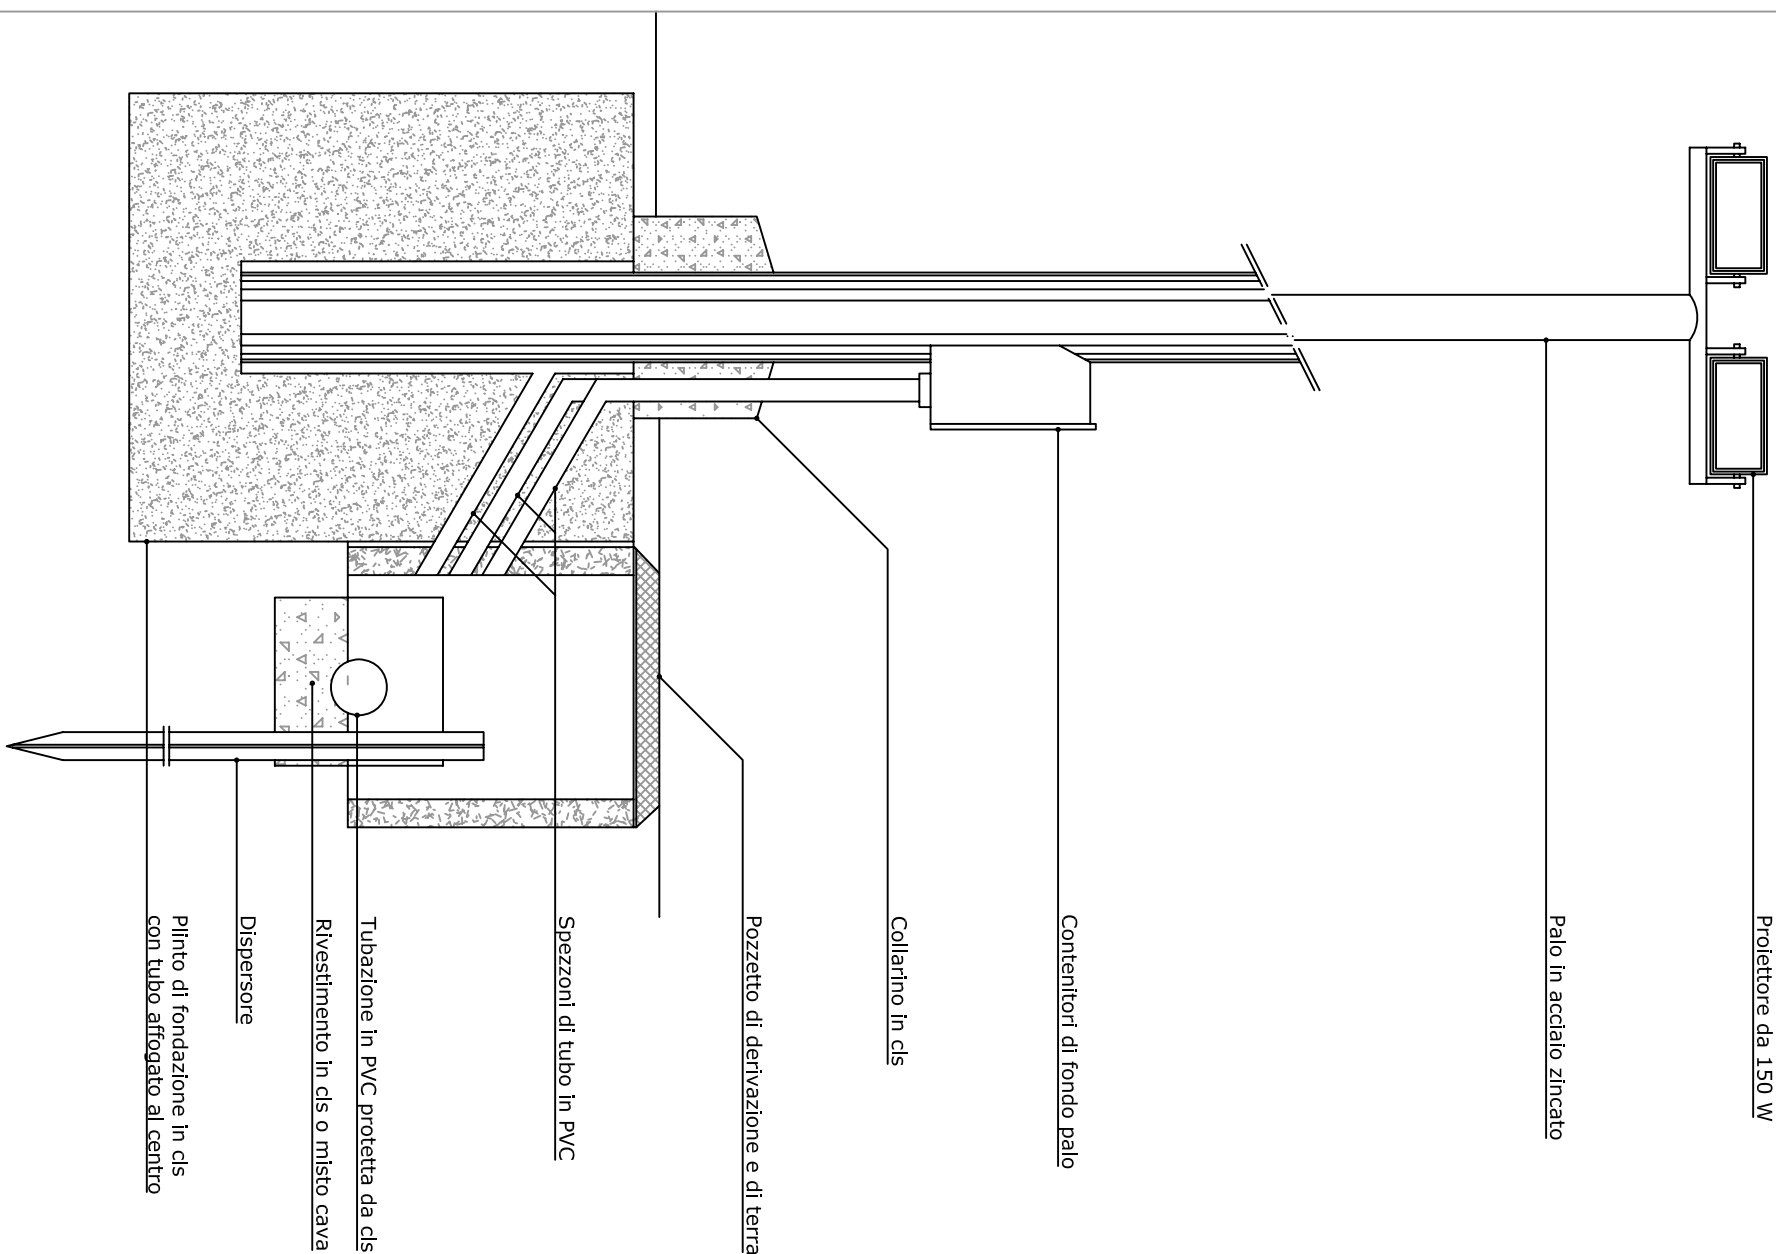 Proiettore da 150 W
Palo in acciaio zincato
Contenitori di fondo palo
Collarino in cls
Pozzetto di derivazione e di terra
Spezzoni di tubo in PVC
Tubazione in PVC protetta da cls
Rivestimento in cls o misto cava
Dispersore
Plinto di fondazione in cls
con tubo affogato al centro